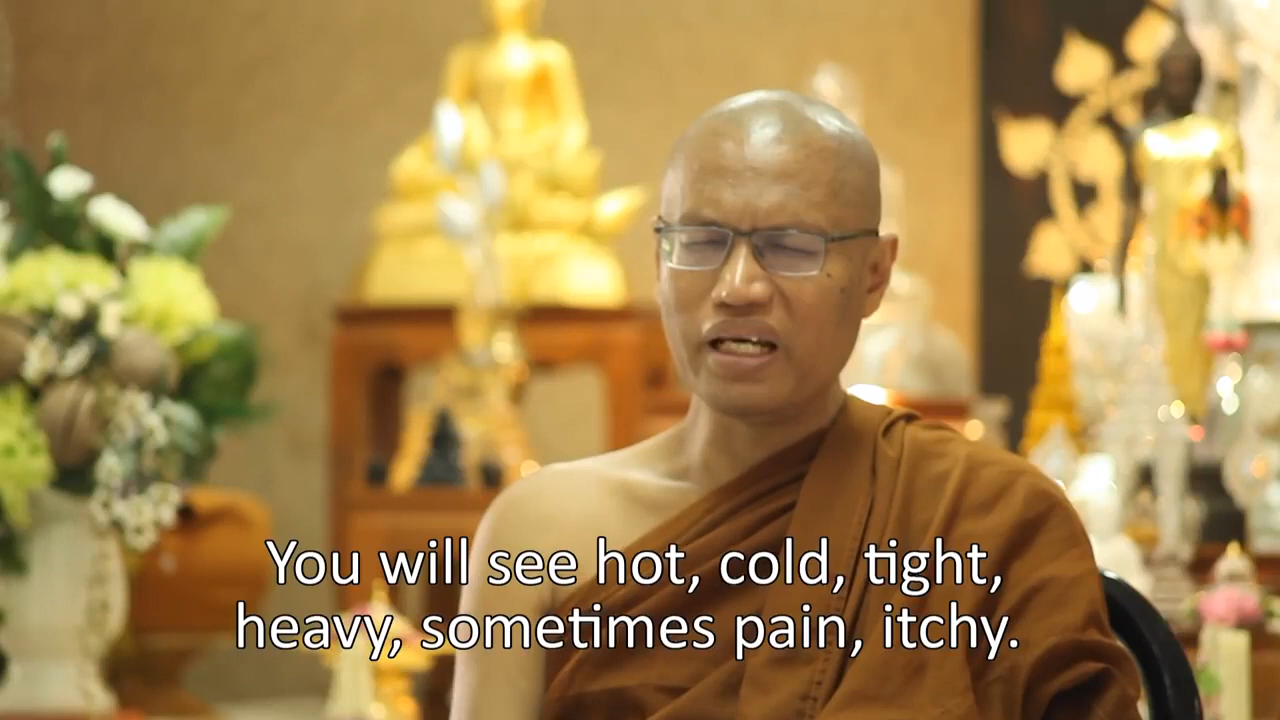 You will see hot, cold, tight,
heavy, sometimes pain, itchy.